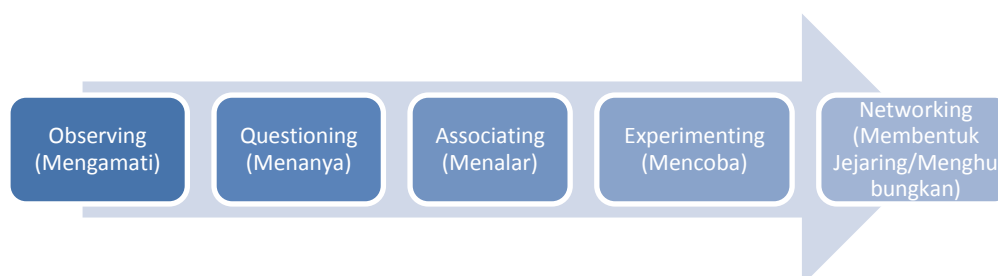 Observing
(Mengamati)
Questioning
(Menanya)
Associating
(Menalar)
Experimenting
(Mencoba)
Networking
(Membentuk
Jejaring/Menghu
bungkan)